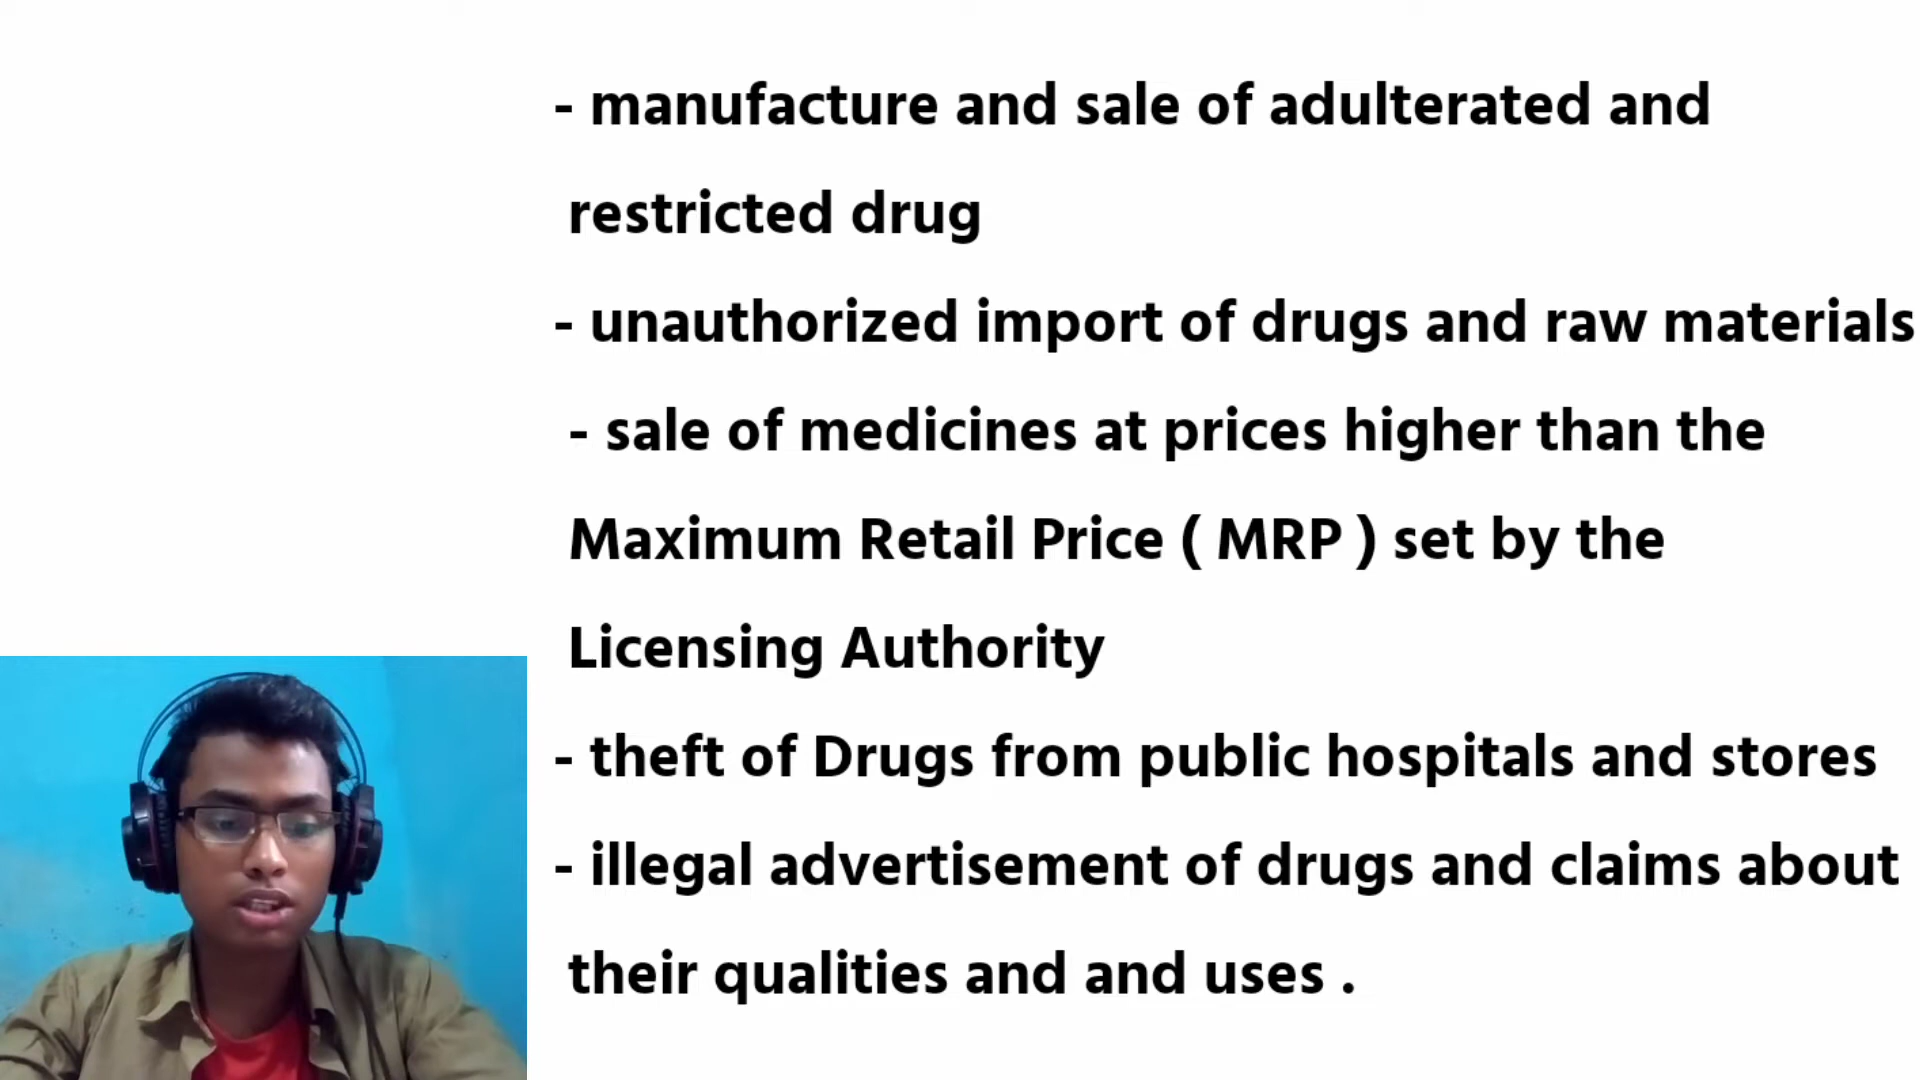 - manufacture and sale of adulterated and
restricted drug
- unauthorized import of drugs and raw materials
- sale of medicines at prices higher than the
Maximum Retail Price ( MRP ) set by the
Licensing Authority
- theft of Drugs from public hospitals and stores
- illegal advertisement of drugs and claims about
their qualities and and uses .